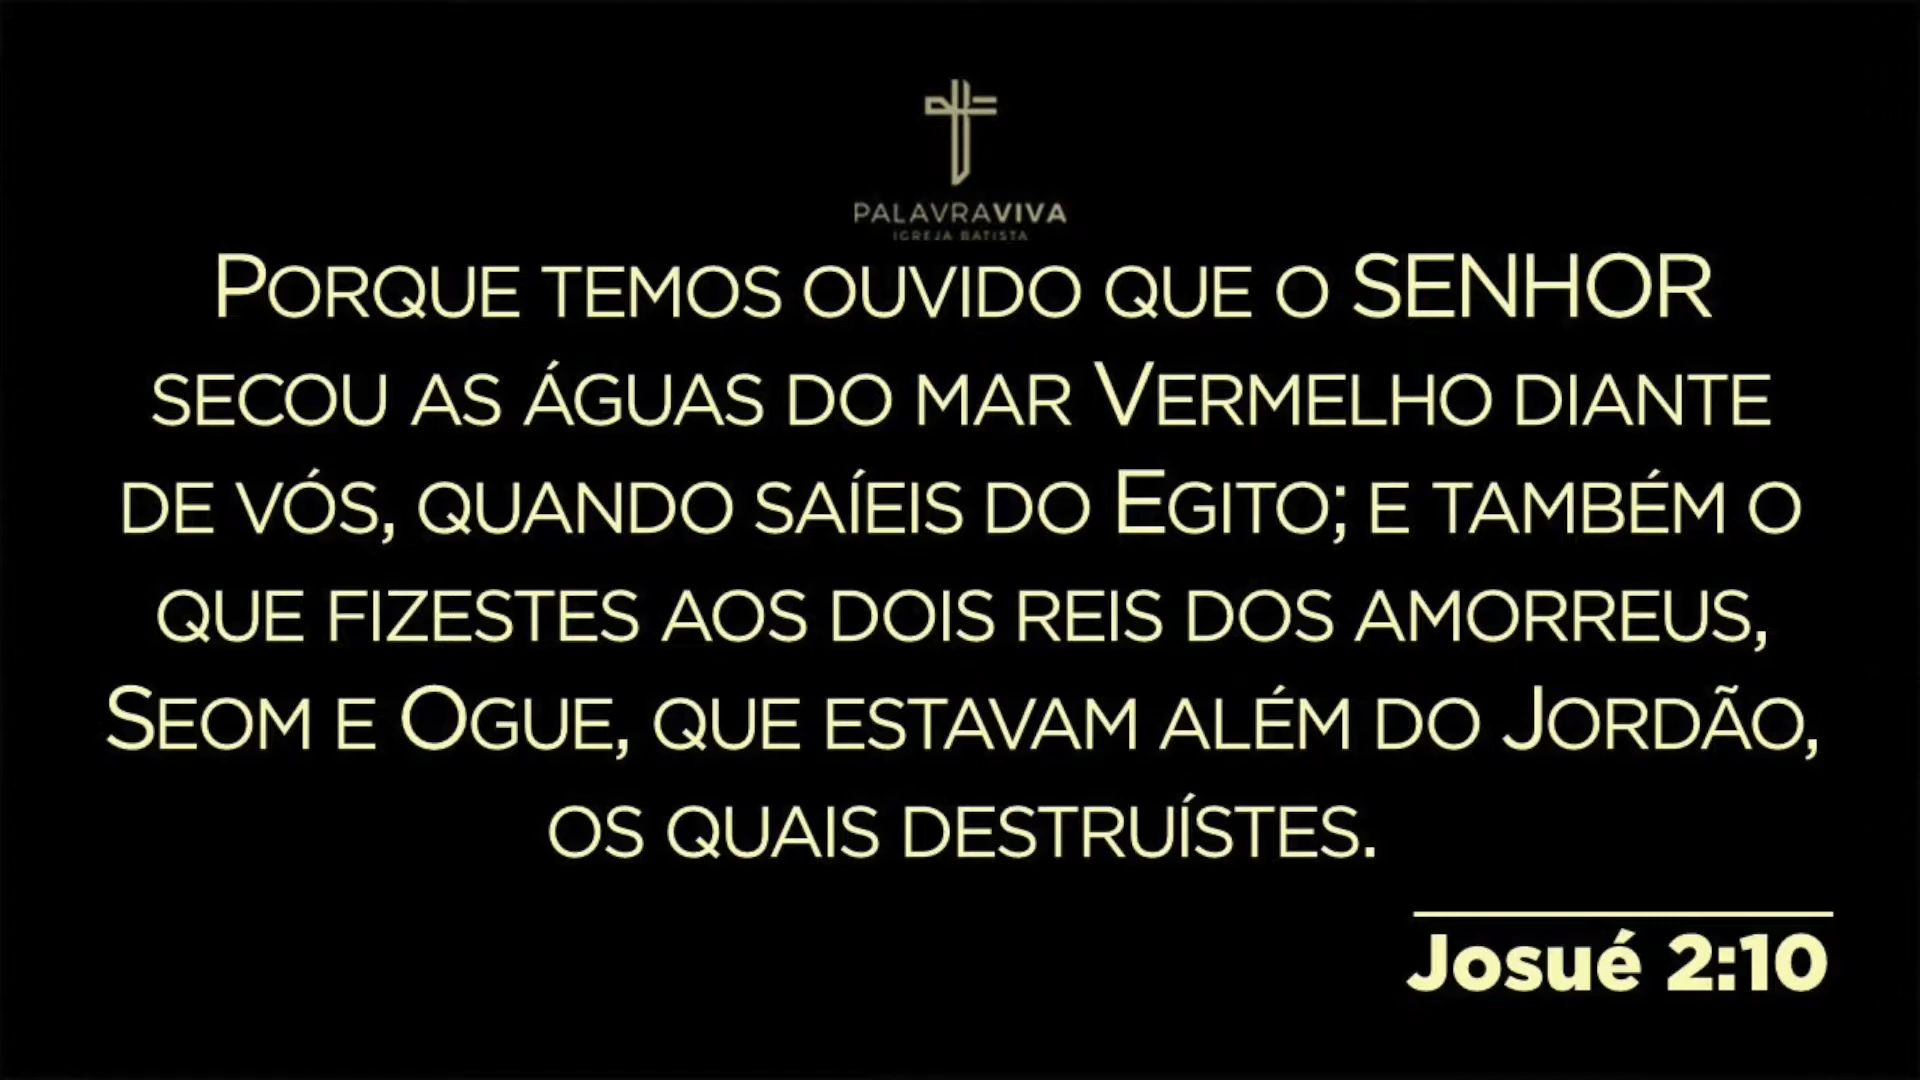 PALAVRAVIVA
IGREJA BATISTA
Porque temos ouvido que o SENHOR
secou as águas do mar Vermelho diante
de vós, quando saíeis do Egito; e também o
que fizestes aos dois reis dos amorreus,
Seom e Ogue, que estavam além do Jordão,
os quais destruístes.
Josué 2:10